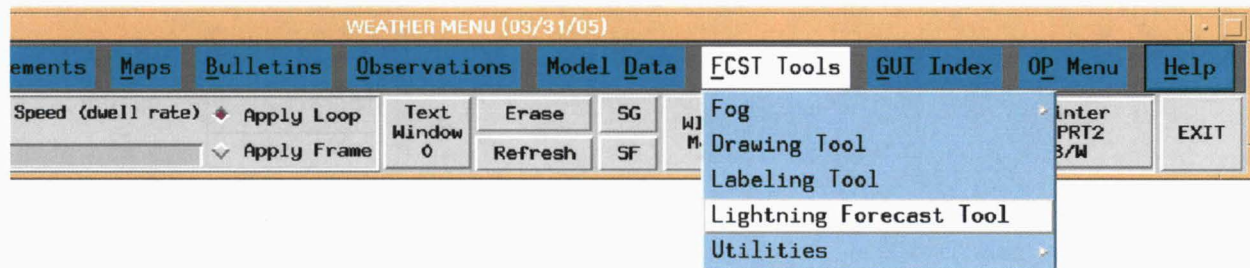 WEATHER MENU (03/31/05)
ements Maps Bulletins Observations Model Data FCST Tools GUI Index OP Menu Help
Speed (dwell rate) Apply Loop Text Window 0 Erase SG inter PRT2 B/W EXIT
Apply Frame Refresh SF
Fog
Drawing Tool
Labeling Tool
Lightning Forecast Tool
Utilities